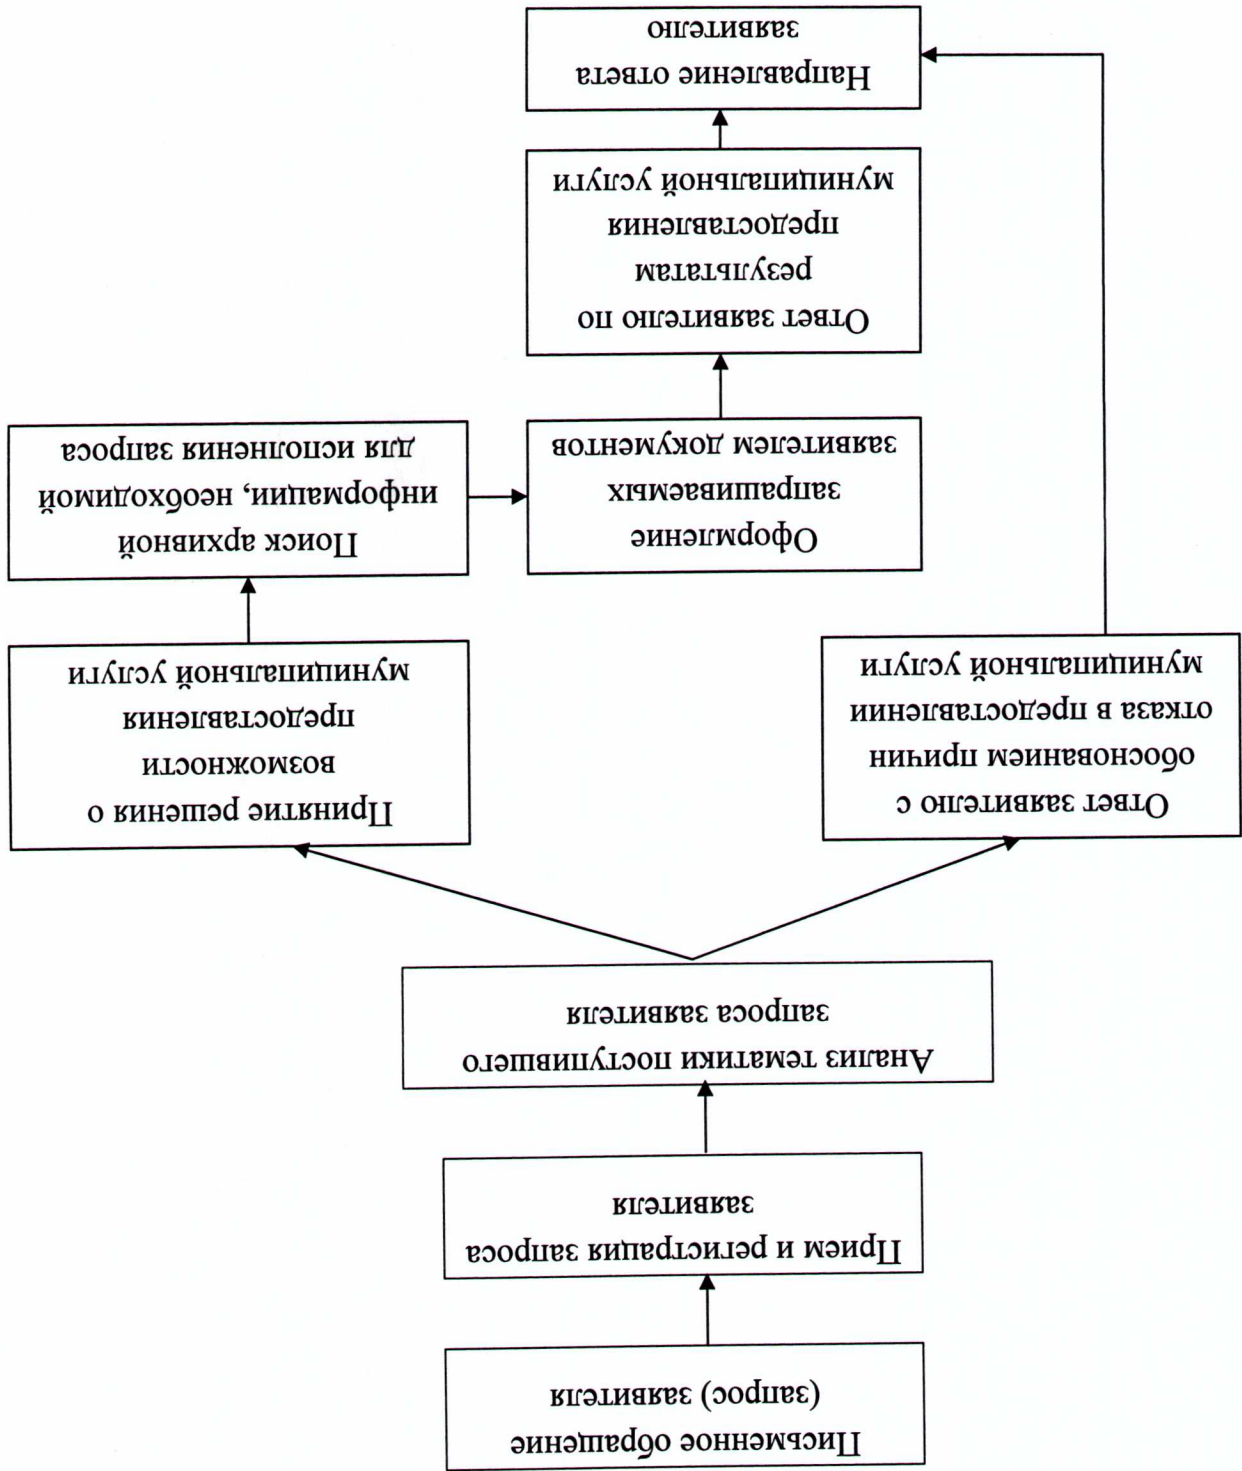 Письменное обращение
(запрос) заявителя
Прием и регистрация запроса
заявителя
Анализ тематики поступившего
запроса заявителя
Ответ заявителю с
обоснованием причин
отказа в предоставлении
муниципальной услуги
Принятие решения о
возможности
предоставления
муниципальной услуги
Поиск архивной
информации, необходимой
для исполнения запроса
Оформление
запрашиваемых
заявителем документов
Ответ заявителю по
результатам
предоставления
муниципальной услуги
Направление ответа
заявителю